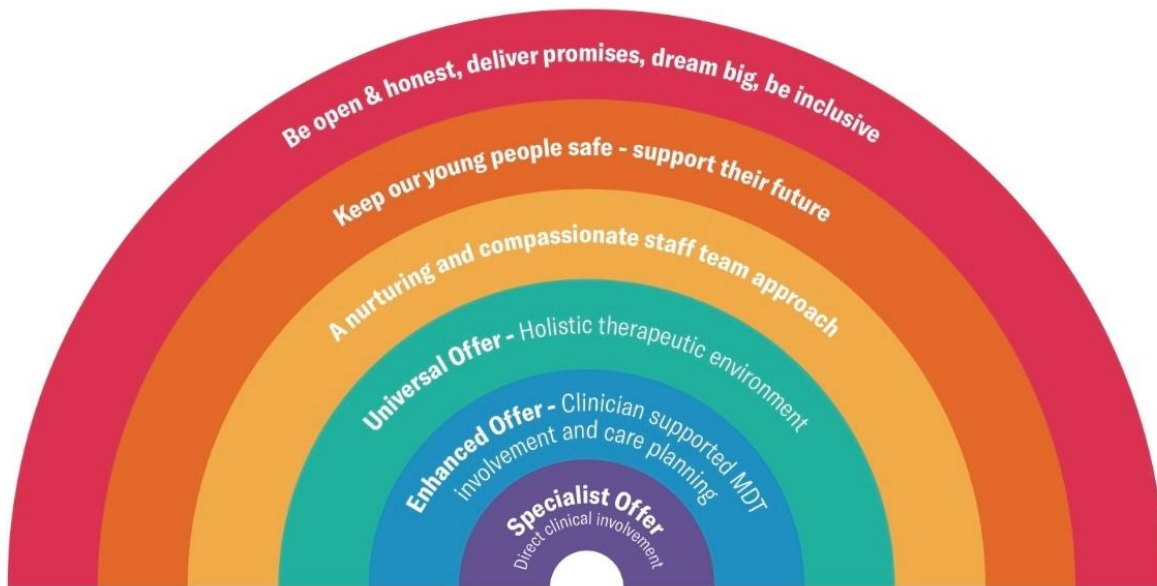 Be open & honest, deliver promises, dream big, be inclusive
Keep our young people safe - support their future
A nurturing and compassionate staff team approach
Universal Offer - Holistic therapeutic environment
Enhanced Offer - Clinician supported MDT
involvement and care planning
Specialist Offer
Direct clinical involvement